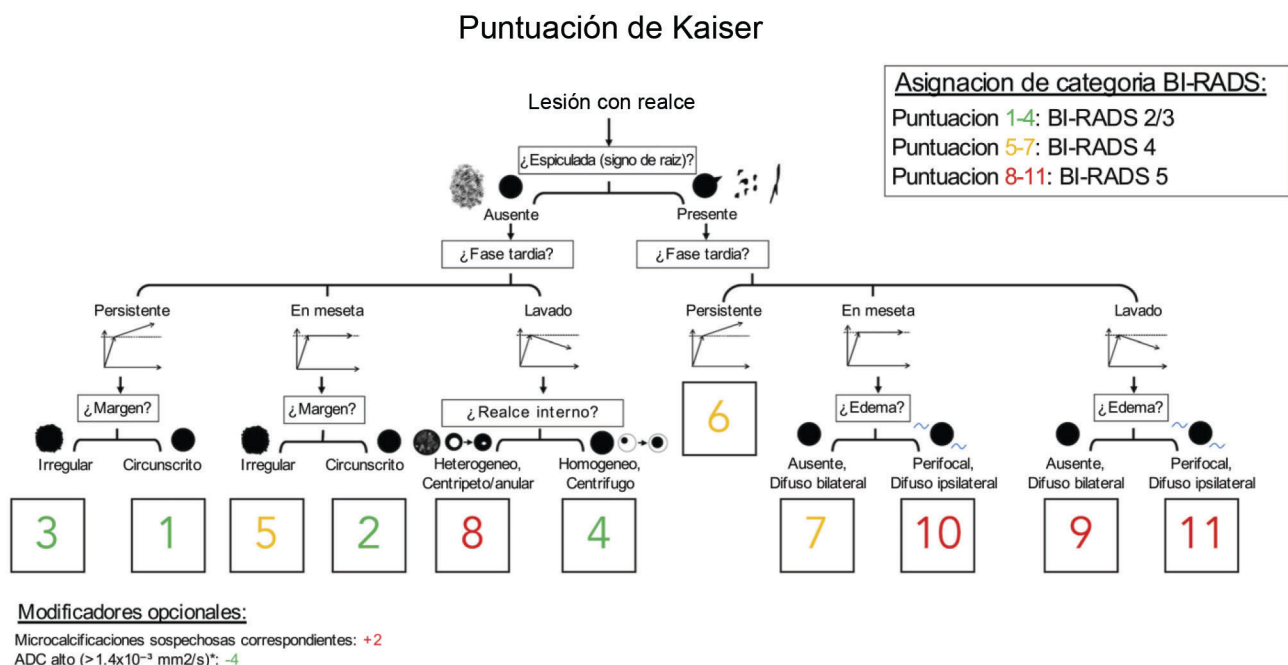 Puntuación de Kaiser
Asignacion de categoria BI-RADS:
Puntuacion 1-4: BI-RADS 2/3
Puntuacion 5-7: BI-RADS 4
Puntuacion 8-11: BI-RADS 5
Lesión con realce
¿Espiculada (signo de raiz)?
Ausente
Presente
¿Fase tardia?
¿Fase tardia?
Persistente
En meseta
Lavado
Persistente
En meseta
Lavado
¿Margen?
¿Margen?
¿Realce interno?
6
¿Edema?
¿Edema?
Irregular
Circunscrito
Irregular
Circunscrito
Heterogeneo,
Centripeto/anular
Homogeneo,
Centrifugo
Ausente,
Difuso bilateral
Perifocal,
Difuso ipsilateral
Ausente,
Difuso bilateral
Perifocal,
Difuso ipsilateral
3
1
5
2
8
4
7
10
9
11
Modificadores opcionales:
Microcalcificaciones sospechosas correspondientes: +2
ADC alto (>1.4x10⁻³ mm2/s)*: -4